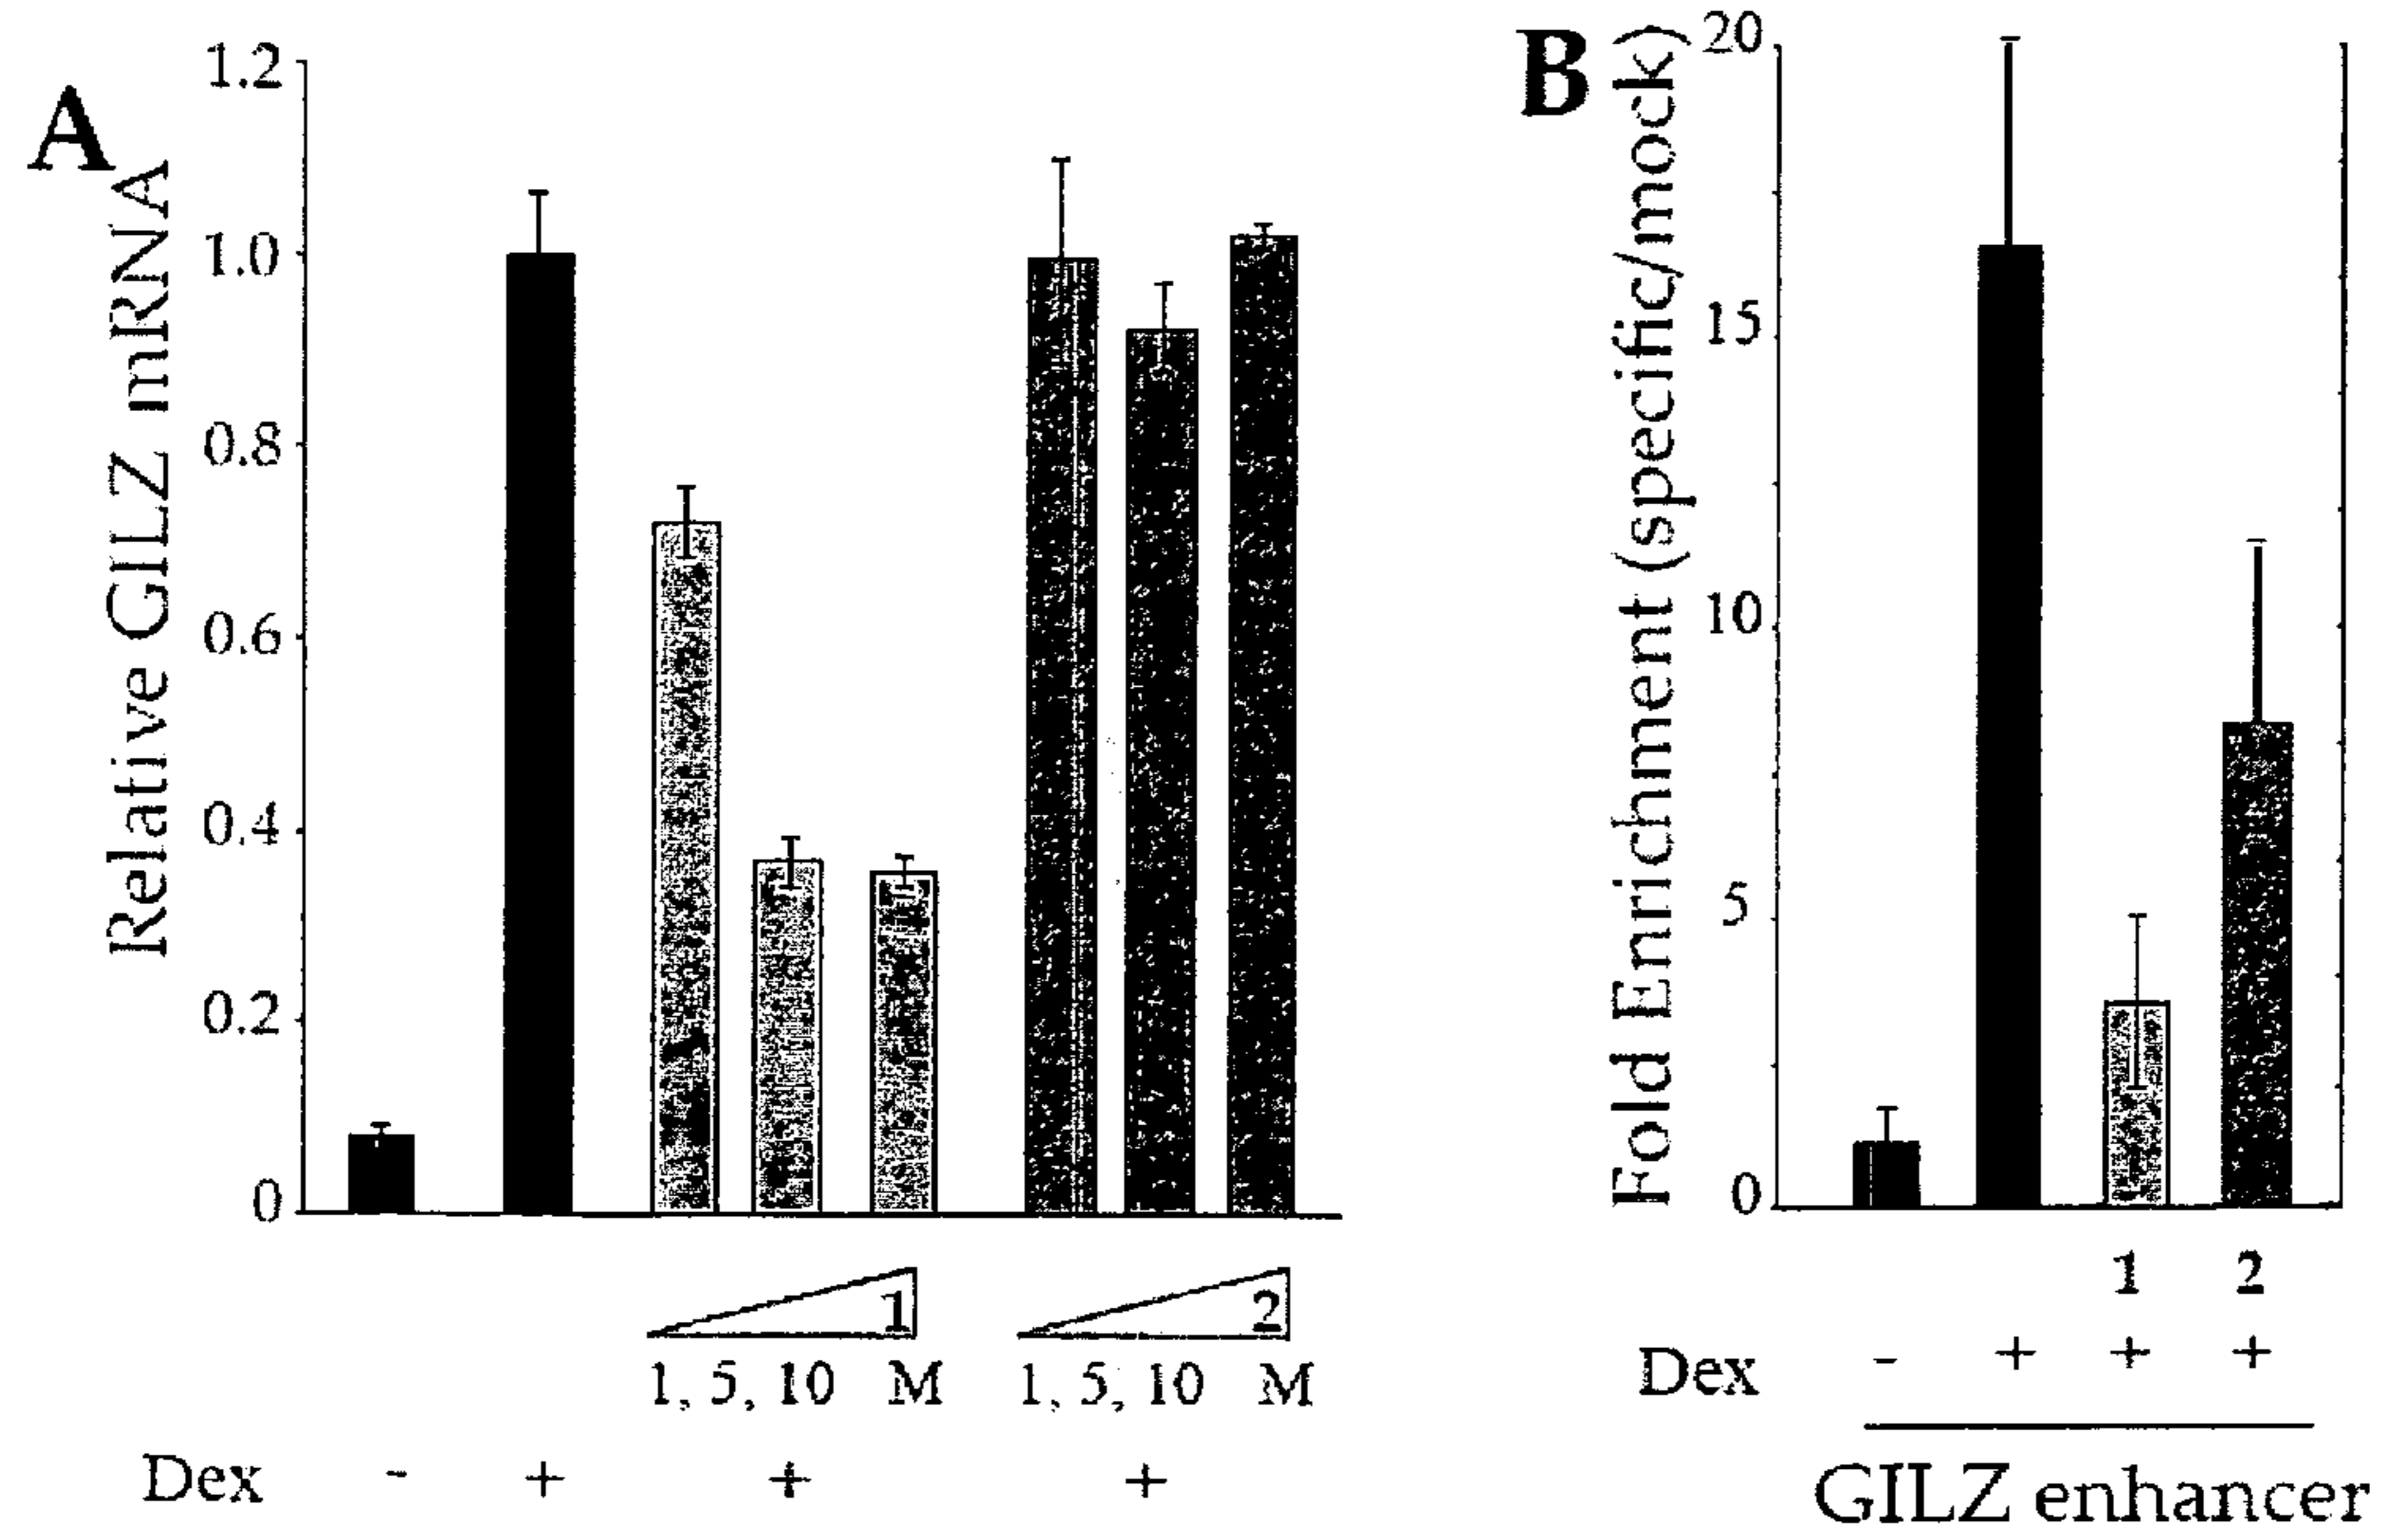 A
Relative GILZ mRNA
1.2
1.0
0.8
0.6
0.4
0.2
0
1
2
1, 5, 10 M
1, 5, 10 M
Dex - + + +
B
Fold Enrichment (specific/mock)
20
15
10
5
0
1 2
Dex - + + +
GILZ enhancer